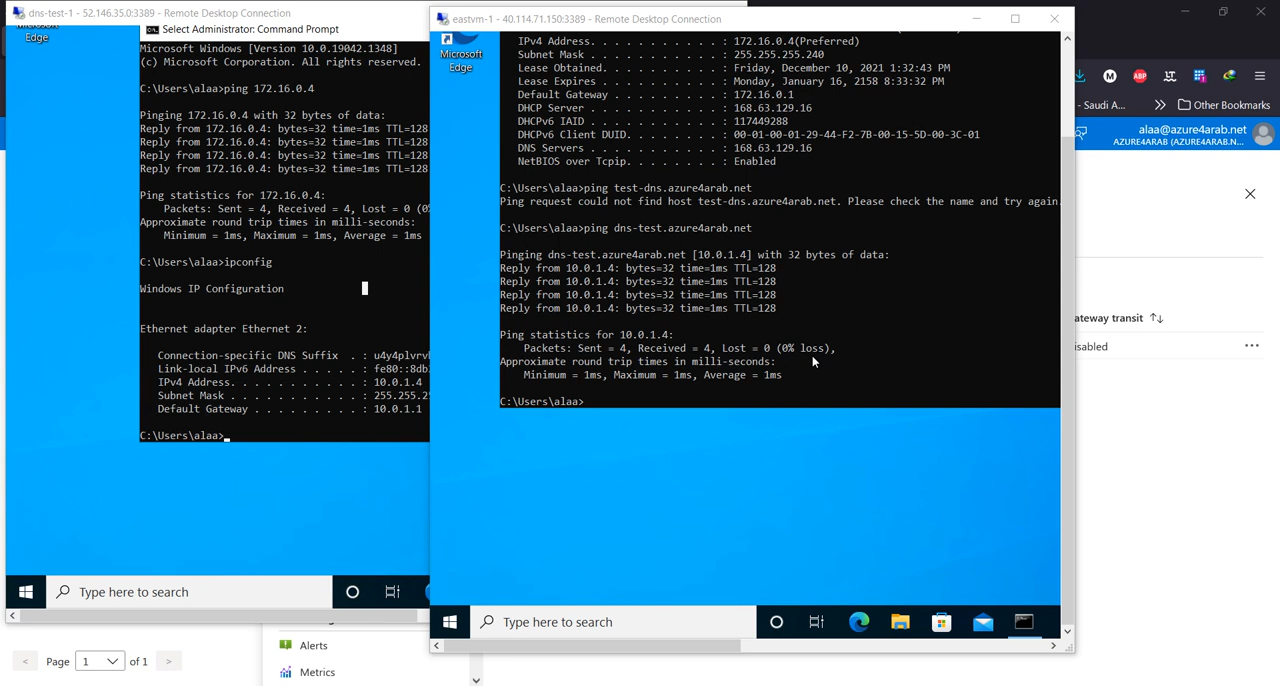 dns-test-1 - 52.146.35.0:3389 - Remote Desktop Connection
Edge
Select Administrator: Command Prompt
Microsoft Windows [Version 10.0.19042.1348]
(c) Microsoft Corporation. All rights reserved.
C:\Users\alaa>ping 172.16.0.4
Pinging 172.16.0.4 with 32 bytes of data:
Reply from 172.16.0.4: bytes=32 time=1ms TTL=128
Reply from 172.16.0.4: bytes=32 time=1ms TTL=128
Reply from 172.16.0.4: bytes=32 time=1ms TTL=128
Reply from 172.16.0.4: bytes=32 time=1ms TTL=128
Ping statistics for 172.16.0.4:
Packets: Sent = 4, Received = 4, Lost = 0 (0%
Approximate round trip times in milli-seconds:
Minimum = 1ms, Maximum = 1ms, Average = 1ms
C:\Users\alaa>ipconfig
Windows IP Configuration
Ethernet adapter Ethernet 2:
Connection-specific DNS Suffix . : u4y4plvrvl
Link-local IPv6 Address . . . . . : fe80::8db
IPv4 Address. . . . . . . . . . . : 10.0.1.4
Subnet Mask . . . . . . . . . . . : 255.255.2
Default Gateway . . . . . . . . . : 10.0.1.1
C:\Users\alaa>
Type here to search
eastvm-1 - 40.114.71.150:3389 - Remote Desktop Connection
Microsoft
Edge
IPv4 Address. . . . . . . . . . . : 172.16.0.4(Preferred)
Subnet Mask . . . . . . . . . . . : 255.255.255.240
Lease Obtained. . . . . . . . . . : Friday, December 10, 2021 1:32:43 PM
Lease Expires . . . . . . . . . . : Monday, January 16, 2158 8:33:32 PM
Default Gateway . . . . . . . . . : 172.16.0.1
DHCP Server . . . . . . . . . . . : 168.63.129.16
DHCPv6 IAID . . . . . . . . . . . : 117449288
DHCPv6 Client DUID. . . . . . . . : 00-01-00-01-29-44-F2-7B-00-15-5D-00-3C-01
DNS Servers . . . . . . . . . . . : 168.63.129.16
NetBIOS over Tcpip. . . . . . . . : Enabled
C:\Users\alaa>ping test-dns.azure4arab.net
Ping request could not find host test-dns.azure4arab.net. Please check the name and try again.
C:\Users\alaa>ping dns-test.azure4arab.net
Pinging dns-test.azure4arab.net [10.0.1.4] with 32 bytes of data:
Reply from 10.0.1.4: bytes=32 time=1ms TTL=128
Reply from 10.0.1.4: bytes=32 time=1ms TTL=128
Reply from 10.0.1.4: bytes=32 time=1ms TTL=128
Reply from 10.0.1.4: bytes=32 time=1ms TTL=128
Ping statistics for 10.0.1.4:
Packets: Sent = 4, Received = 4, Lost = 0 (0% loss),
Approximate round trip times in milli-seconds:
Minimum = 1ms, Maximum = 1ms, Average = 1ms
C:\Users\alaa>
Type here to search
M
ABP
LT
- Saudi A...
Other Bookmarks
alaa@azure4arab.net
AZURE4ARAB (AZURE4ARAB.N...
ateway transit
isabled
Page 1 of 1
Alerts
Metrics